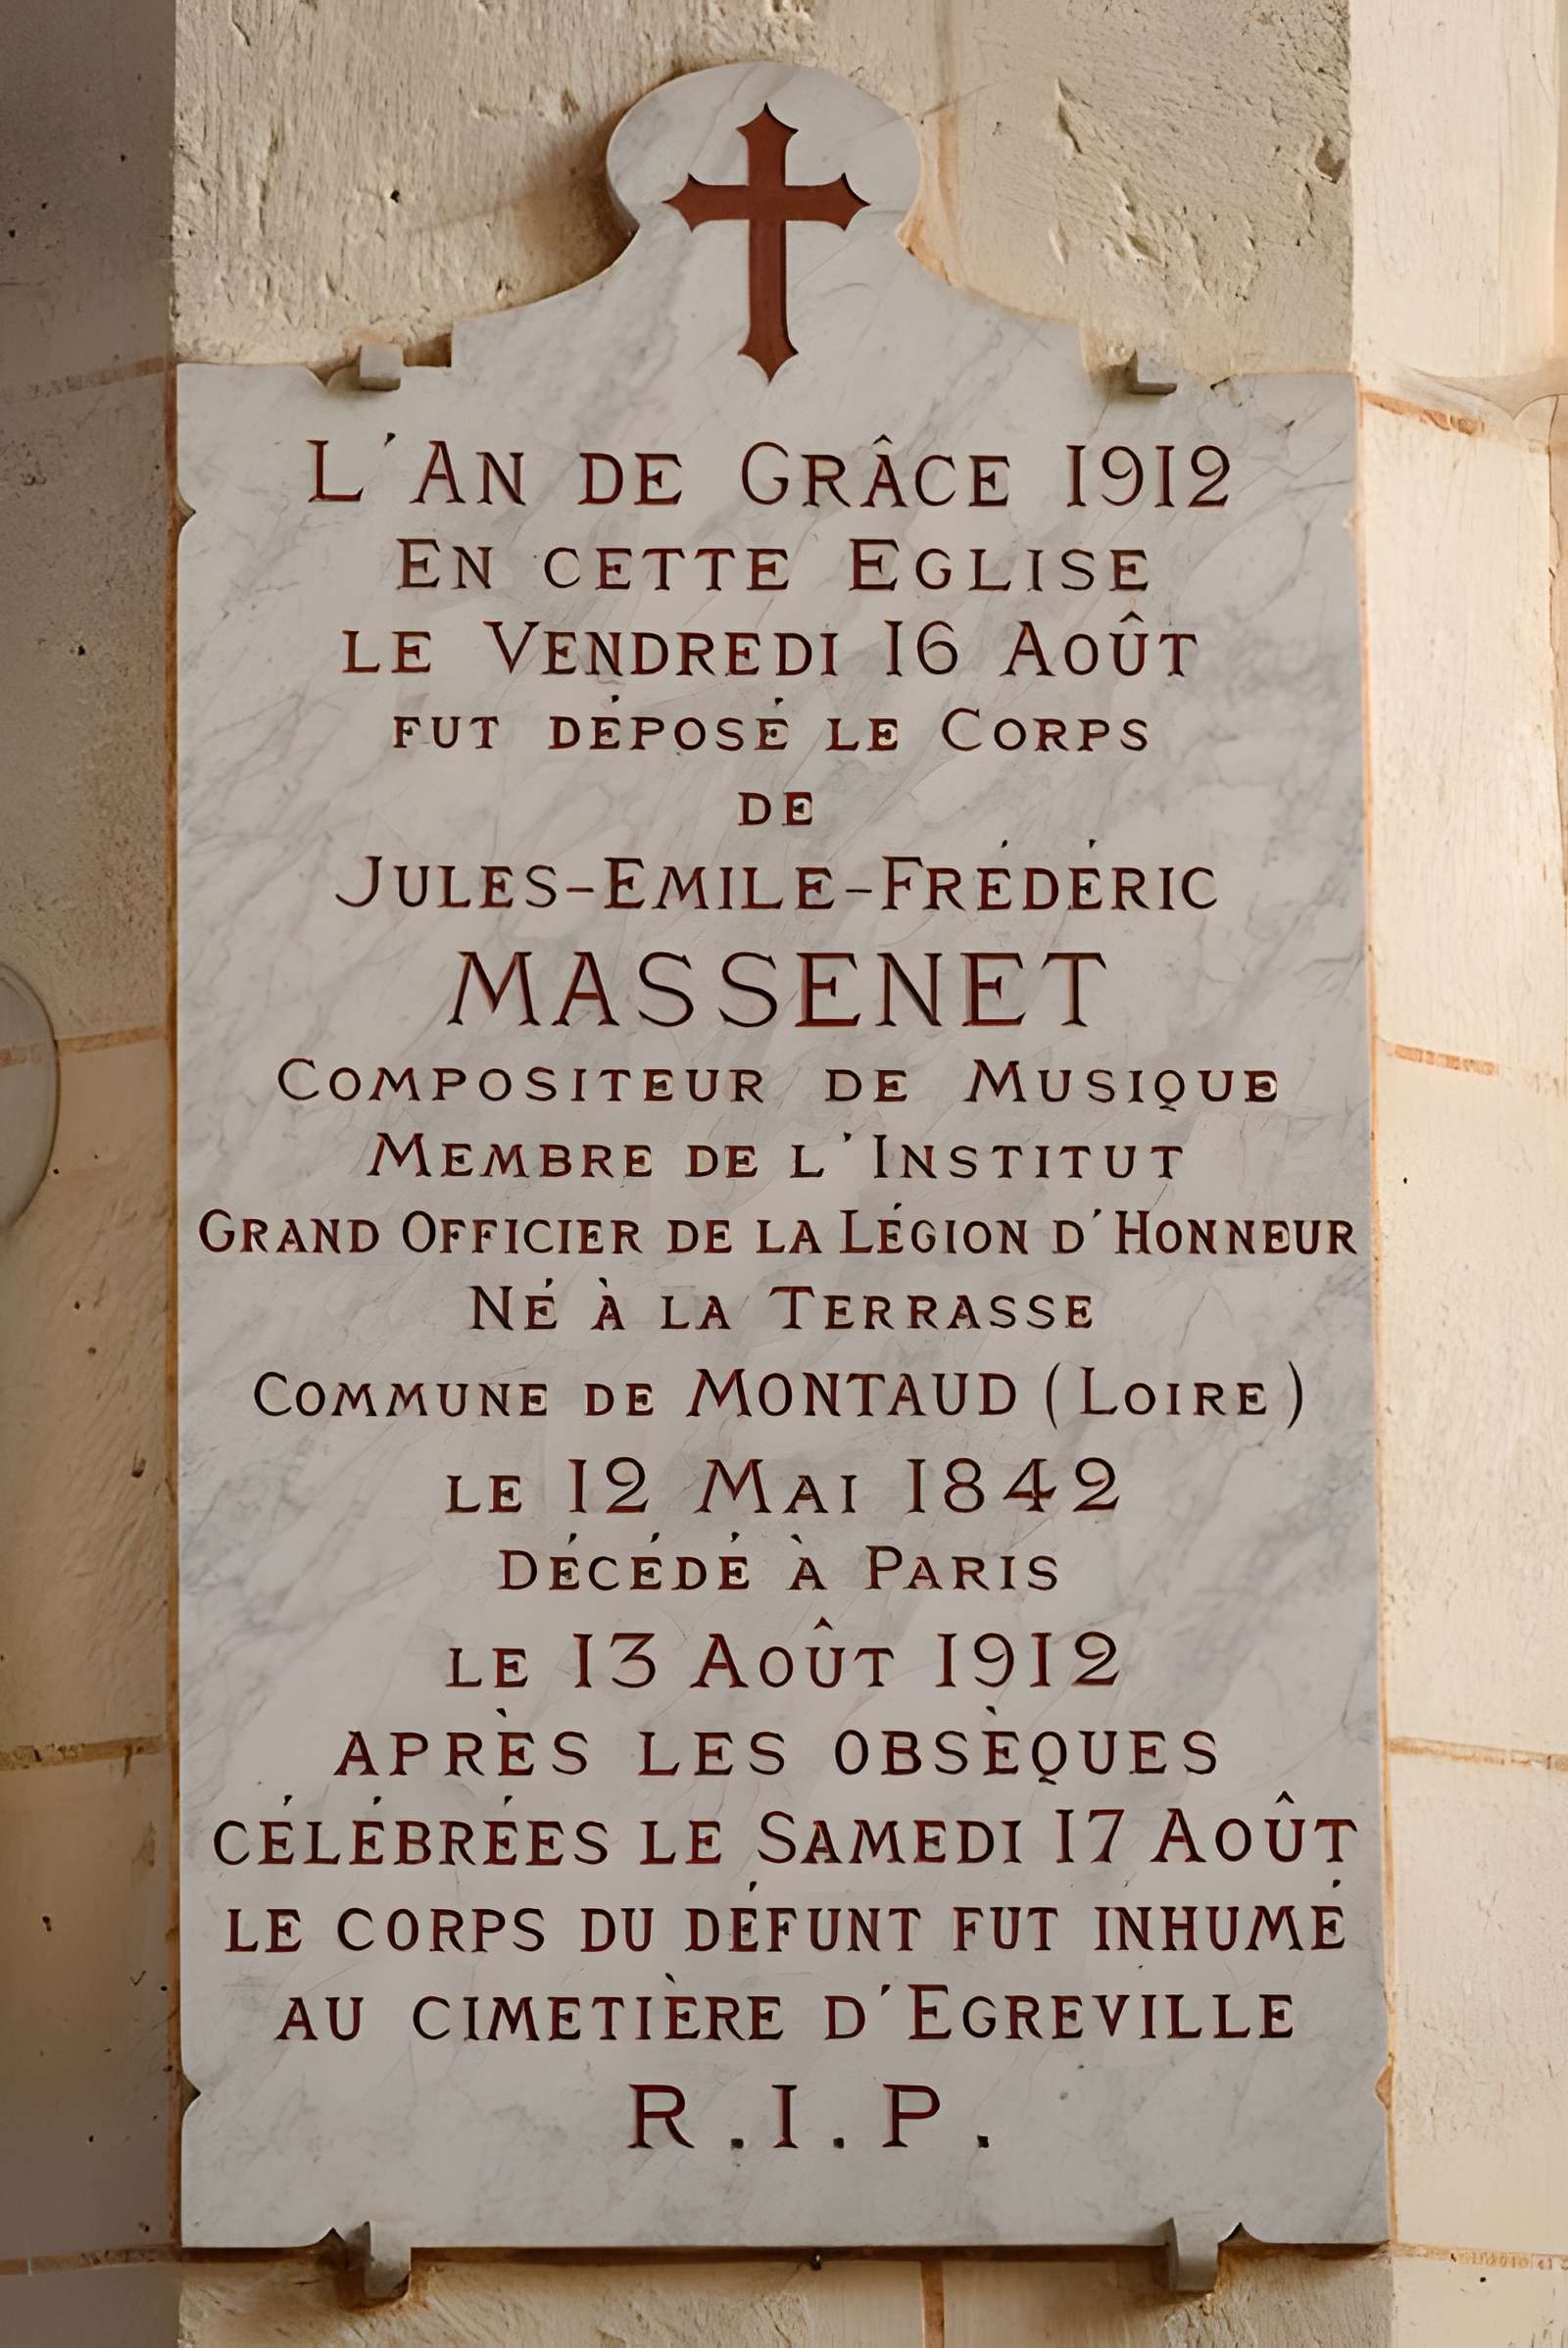 L'AN DE GRÂCE 1912
EN CETTE EGLISE
LE VENDREDI 16 AOÛT
FUT DÉPOSÉ LE CORPS
DE
JULES-EMILE-FRÉDÉRIC
MASSENET
COMPOSITEUR DE MUSIQUE
MEMBRE DE L'INSTITUT
GRAND OFFICIER DE LA LÉGION D'HONNEUR
NÉ À LA TERRASSE
COMMUNE DE MONTAUD (LOIRE)
LE 12 MAI 1842
DÉCÉDÉ À PARIS
LE 13 AOÛT 1912
APRÈS LES OBSÈQUES
CÉLÉBRÉES LE SAMEDI 17 AOÛT
LE CORPS DU DÉFUNT FUT INHUMÉ
AU CIMETIÈRE D'EGREVILLE
R.I.P.